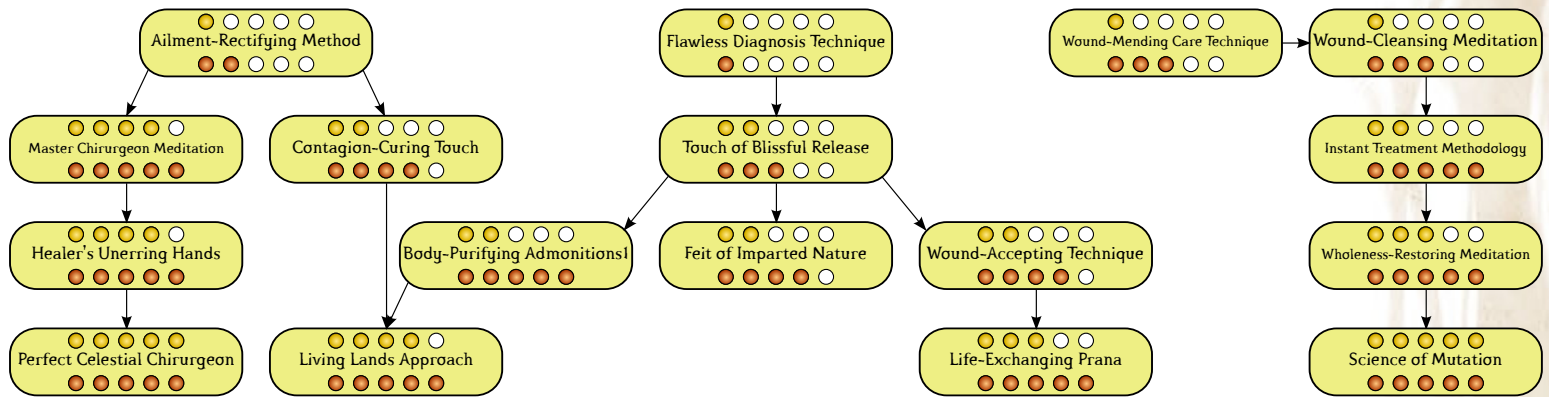 Ailment-Rectifying Method
Flawless Diagnosis Technique
Wound-Mending Care Technique
Wound-Cleansing Meditation
Master Chirurgeon Meditation
Contagion-Curing Touch
Touch of Blissful Release
Instant Treatment Methodology
Healer's Unerring Hands
Body-Purifying Admonitions1
Feit of Imparted Nature
Wound-Accepting Technique
Wholeness-Restoring Meditation
Perfect Celestial Chirurgeon
Living Lands Approach
Life-Exchanging Prana
Science of Mutation